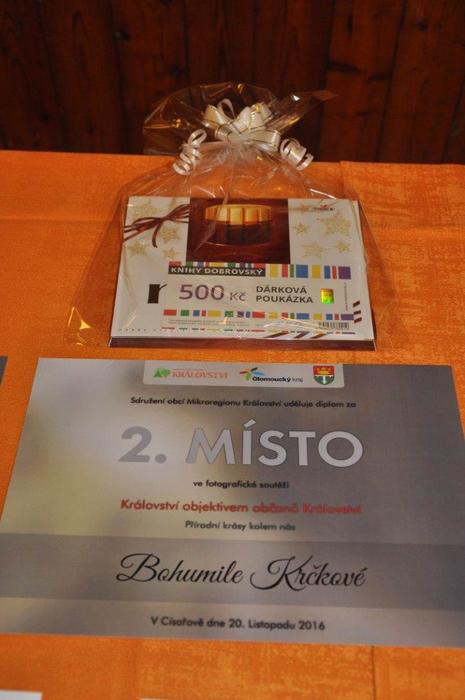 KNIHY DOBROVSKÝ
500 Kč
DÁRKOVÁ
POUKÁZKA
KRÁLOVSTVÍ
Olomoucký kraj
Sdružení obcí Mikroregionu Království uděluje diplom za
2. MÍSTO
ve fotografické soutěži
Království objektivem občanů Království
Přírodní krásy kolem nás
Bohumile Krčkové
V Císařově dne 20. Listopadu 2016